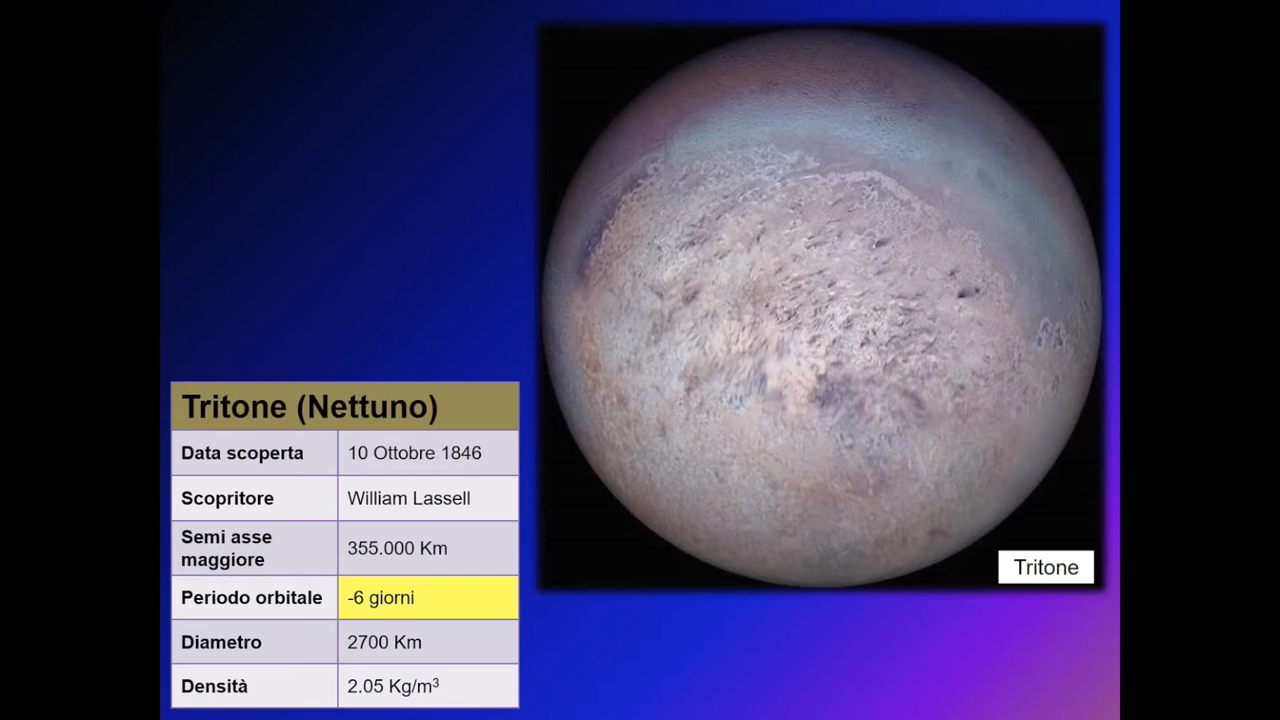 Tritone (Nettuno)
Data scoperta 10 Ottobre 1846
Scopritore William Lassell
Semi asse
maggiore 355.000 Km
Periodo orbitale -6 giorni
Diametro 2700 Km
Densità 2.05 Kg/m³
Tritone